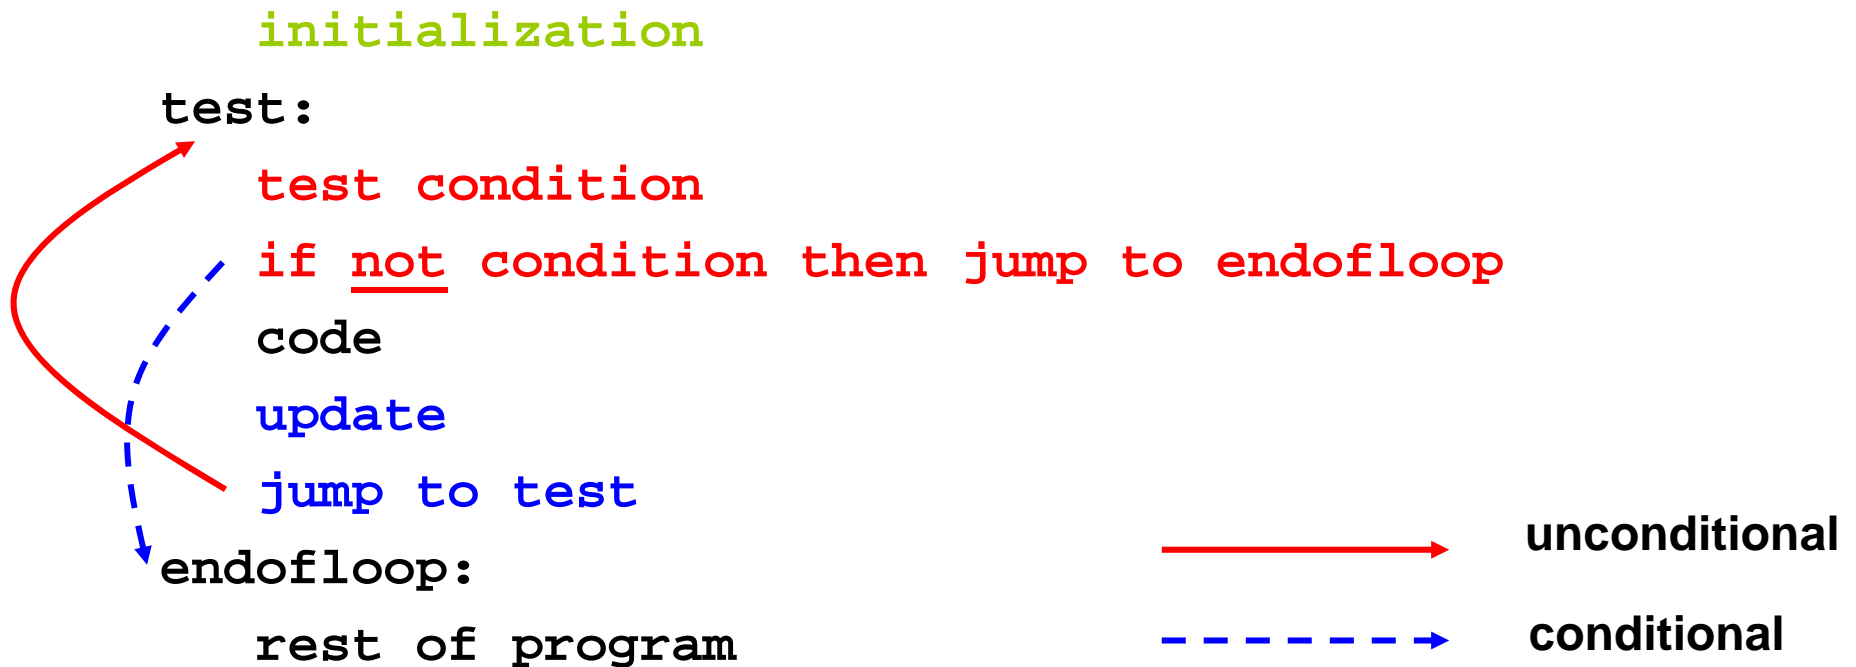 initialization
test:
test condition
if not condition then jump to endofloop
code
update
jump to test
endofloop:
rest of program
unconditional
conditional